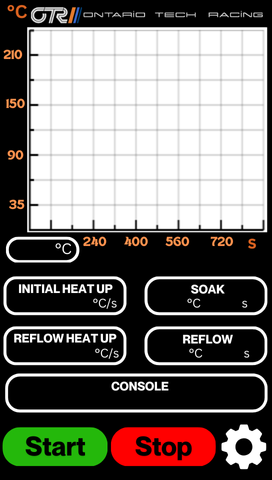 °C OTR ONTARIO TECH RACING
210
150
90
35
°C 240 400 560 720 s
INITIAL HEAT UP
°C/s
SOAK
°C s
REFLOW HEAT UP
°C/s
REFLOW
°C s
CONSOLE
Start Stop